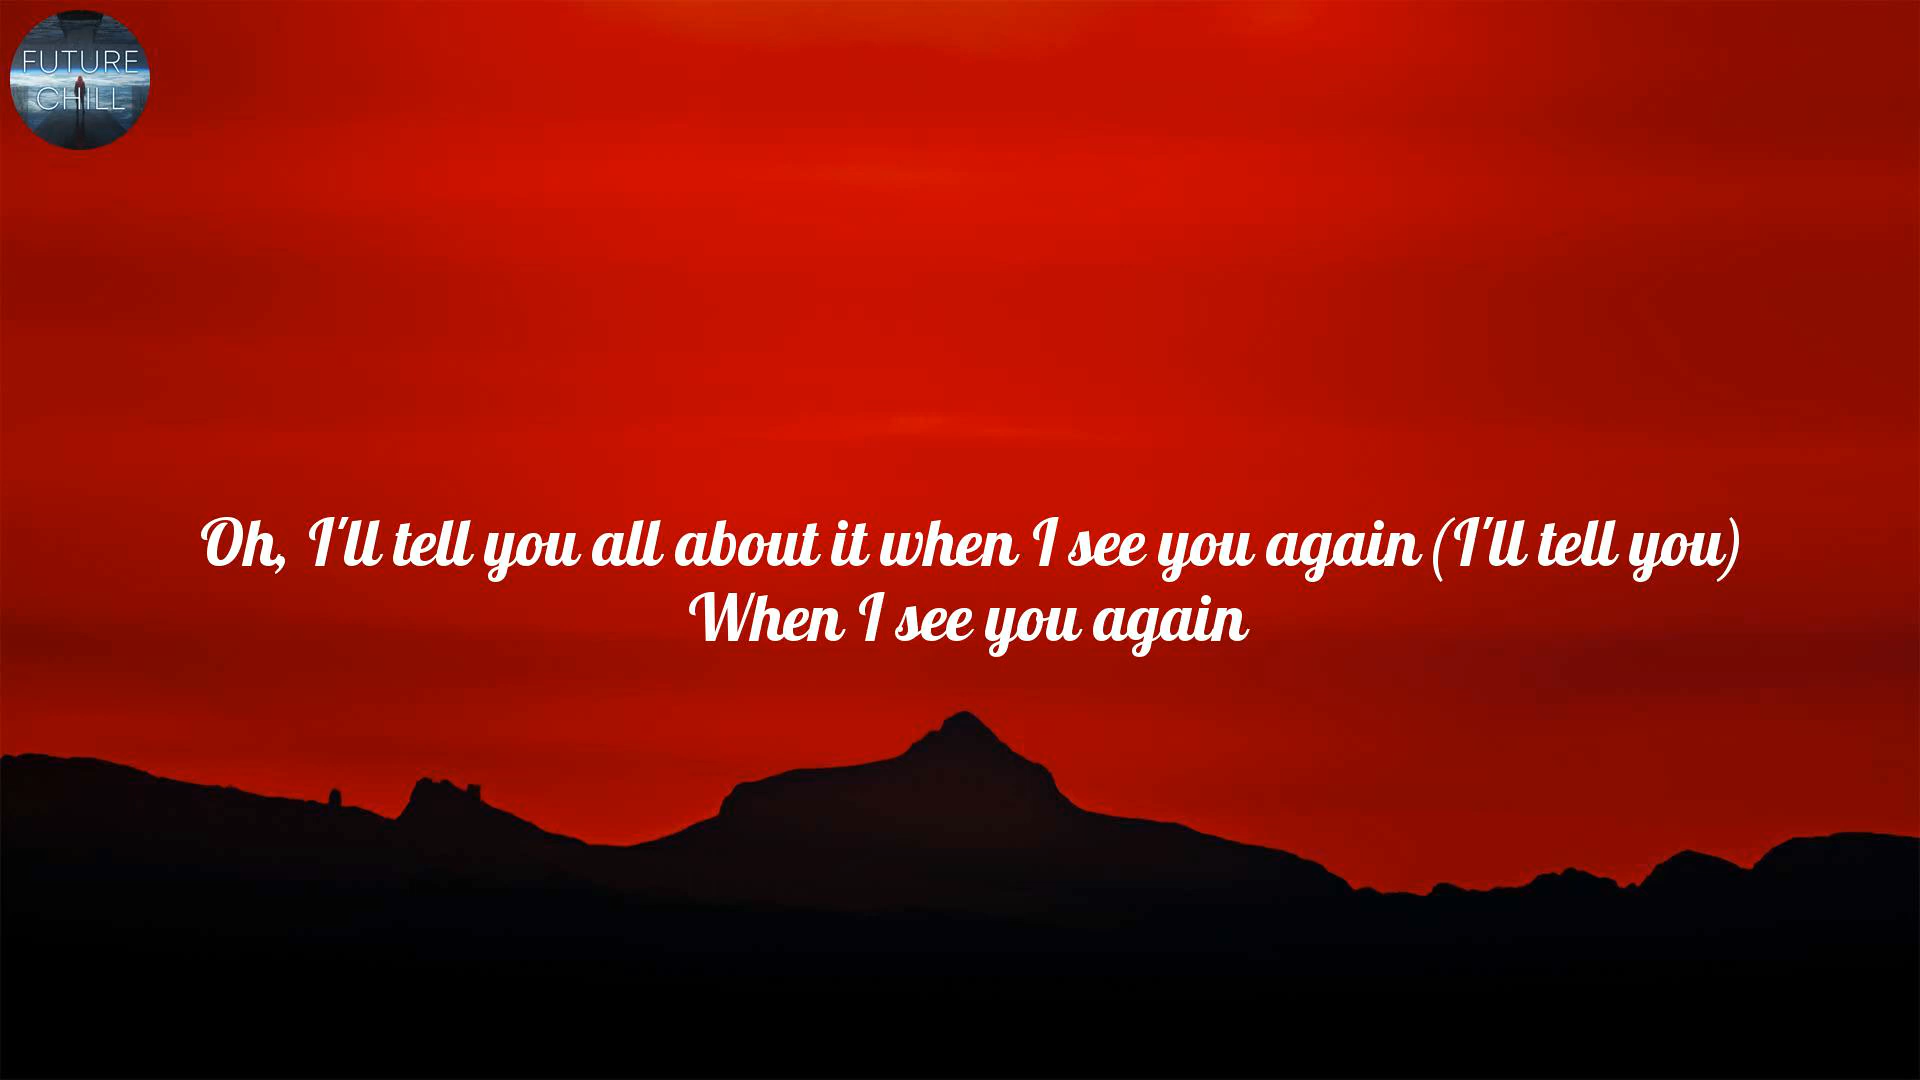 FUTURE
CHILL
Oh, I'll tell you all about it when I see you again (I'll tell you)
When I see you again